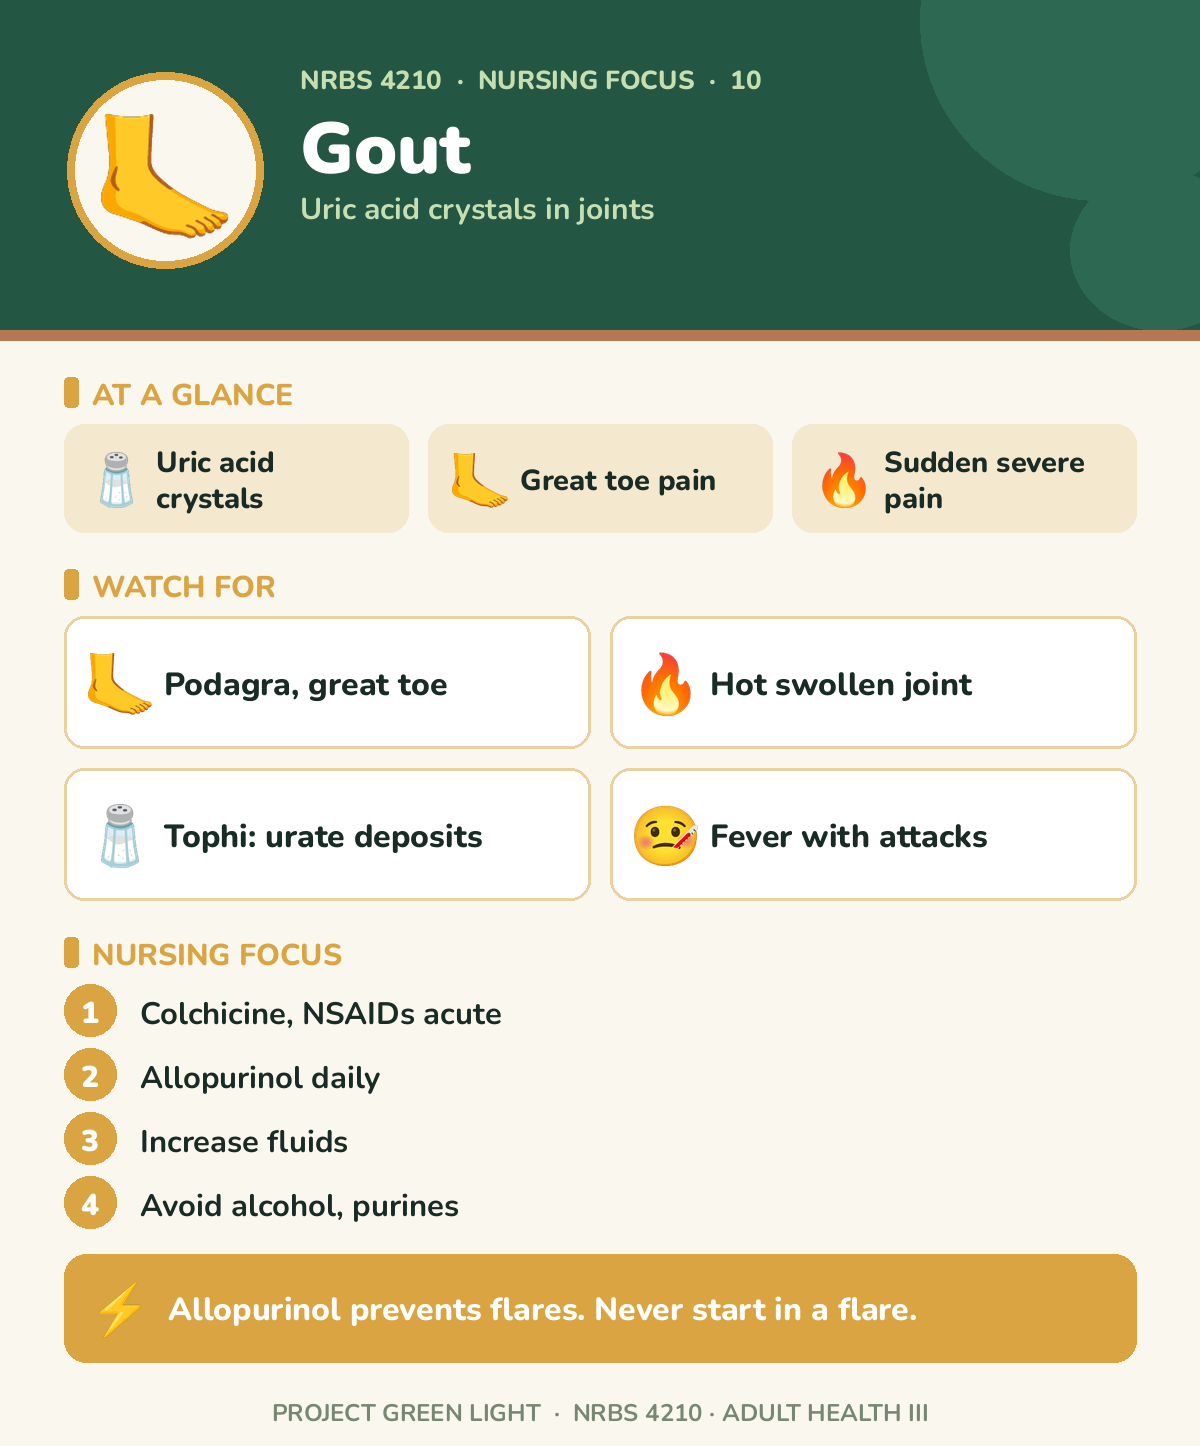 NRBS 4210 · NURSING FOCUS · 10
Gout
Uric acid crystals in joints
AT A GLANCE
Uric acid
crystals
Great toe pain
Sudden severe
pain
WATCH FOR
Podagra, great toe
Hot swollen joint
Tophi: urate deposits
Fever with attacks
NURSING FOCUS
1 Colchicine, NSAIDs acute
2 Allopurinol daily
3 Increase fluids
4 Avoid alcohol, purines
Allopurinol prevents flares. Never start in a flare.
PROJECT GREEN LIGHT · NRBS 4210 · ADULT HEALTH III